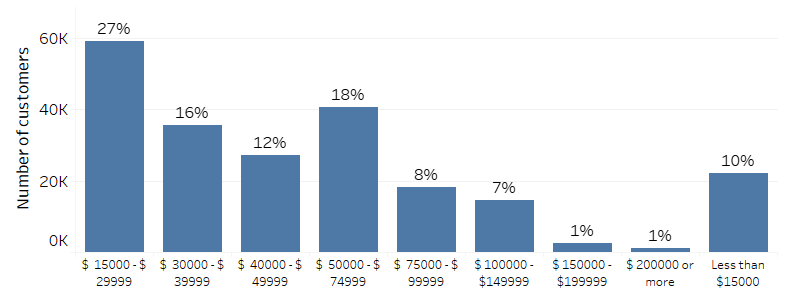 Number of customers
60K
40K
20K
0K
27%
16%
12%
18%
8%
7%
1%
1%
10%
$ 15000 - $
29999
$ 30000 - $
39999
$ 40000 - $
49999
$ 50000 - $
74999
$ 75000 - $
99999
$ 100000 -
$149999
$ 150000 -
$199999
$ 200000 or
more
Less than
$15000